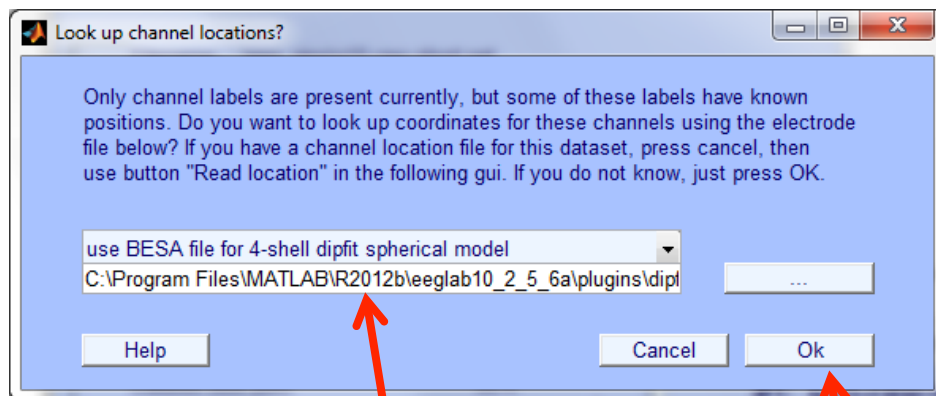 Look up channel locations?
Only channel labels are present currently, but some of these labels have known
positions. Do you want to look up coordinates for these channels using the electrode
file below? If you have a channel location file for this dataset, press cancel, then
use button "Read location" in the following gui. If you do not know, just press OK.
use BESA file for 4-shell dipfit spherical model
C:\Program Files\MATLAB\R2012b\eeglab10_2_5_6a\plugins\dipf
...
Help
Cancel
Ok